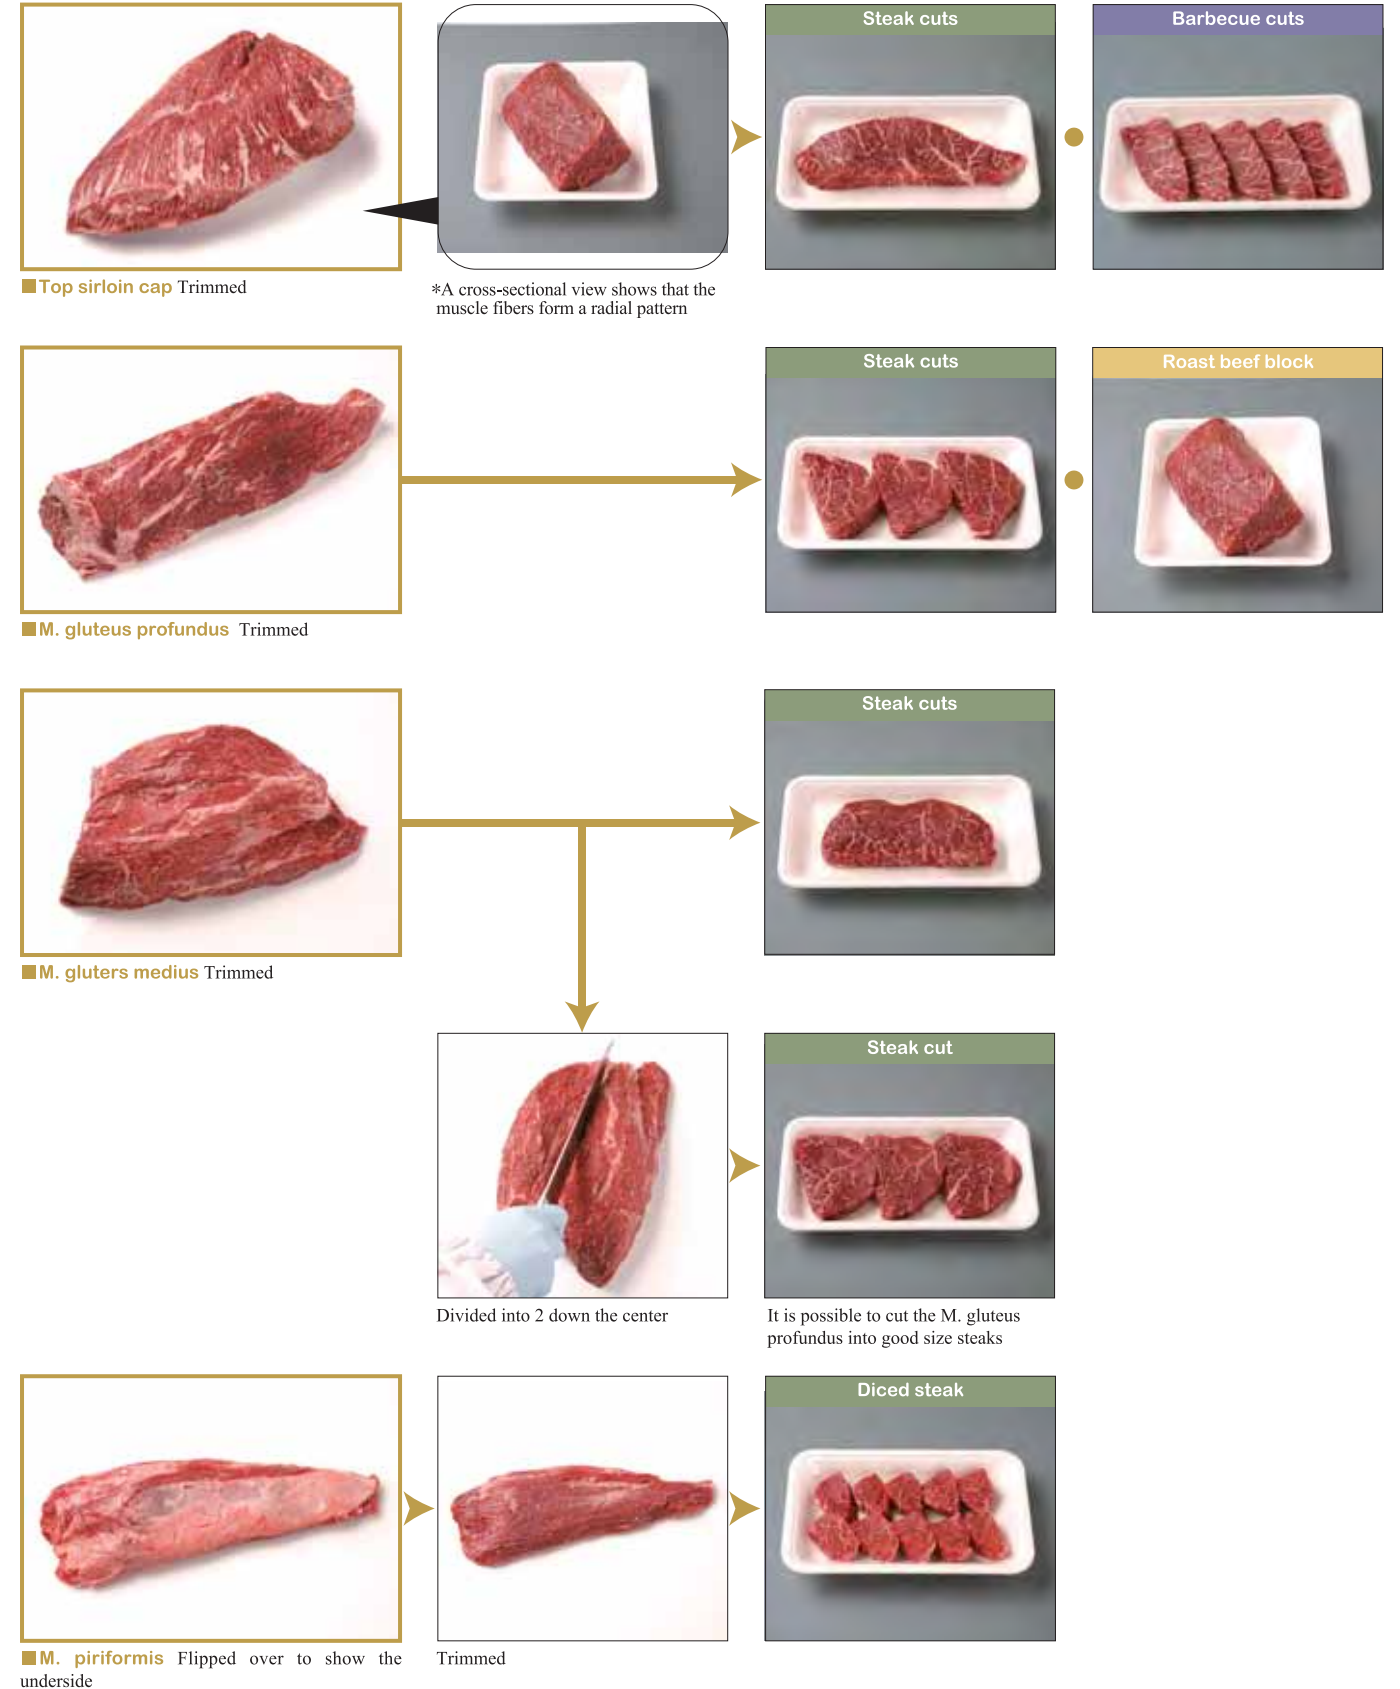 Steak cuts
Barbecue cuts
■Top sirloin cap Trimmed
*A cross-sectional view shows that the
muscle fibers form a radial pattern
Steak cuts
Roast beef block
■M. gluteus profundus Trimmed
Steak cuts
■M. gluters medius Trimmed
Steak cut
Divided into 2 down the center
It is possible to cut the M. gluteus
profundus into good size steaks
Diced steak
■M. piriformis Flipped over to show the
underside
Trimmed